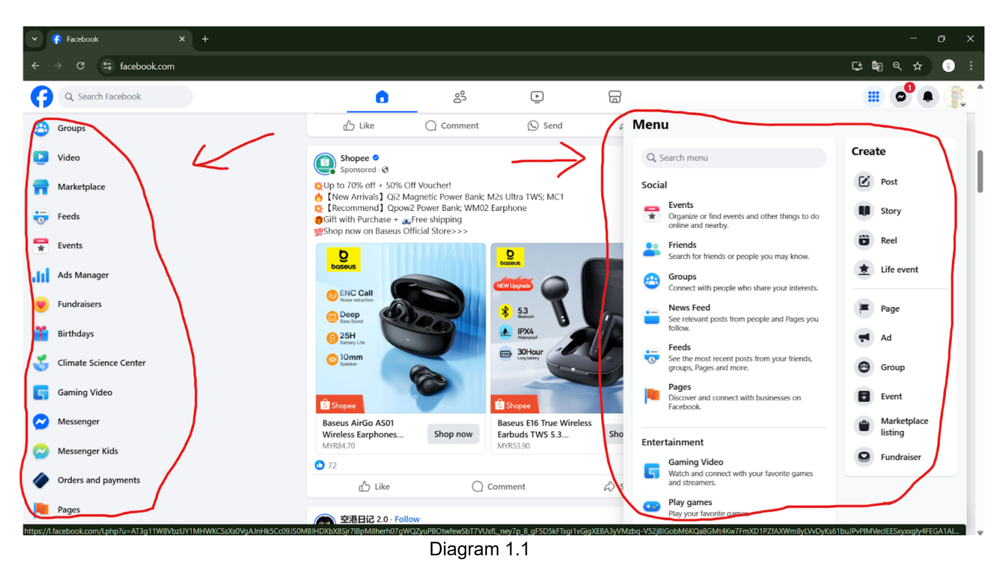 Facebook
facebook.com
Search Facebook
1
Groups
Video
Marketplace
Feeds
Events
Ads Manager
Fundraisers
Birthdays
Climate Science Center
Gaming Video
Messenger
Messenger Kids
Orders and payments
Pages
Like Comment Send
Shopee
Sponsored ·
💥Up to 70% off + 50% Off Voucher!
🔥【New Arrivals】Qi2 Magnetic Power Bank; M2s Ultra TWS; MC1
💥【Recommend】Qpow2 Power Bank; WM02 Earphone
🎁Gift with Purchase + 🚚Free shipping
💯Shop now on Baseus Official Store>>>
baseus
ENC Call
Noise reduction
Deep
Bass Boost
25H
Battery Life
10mm
Speaker
Shopee
Baseus AirGo AS01
Wireless Earphones...
MYR84.70
Shop now
baseus
NEW Upgrade
5.3
Bluetooth
IPX4
Waterproof
30Hour
Long battery
Shopee
Baseus E16 True Wireless
Earbuds TWS 5.3...
MYR53.90
Sho
72
Like Comment S
空港日记 2.0 · Follow
Menu
Search menu
Social
Events
Organize or find events and other things to do
online and nearby.
Friends
Search for friends or people you may know.
Groups
Connect with people who share your interests.
News Feed
See relevant posts from people and Pages you
follow.
Feeds
See the most recent posts from your friends,
groups, Pages and more.
Pages
Discover and connect with businesses on
Facebook.
Entertainment
Gaming Video
Watch and connect with your favorite games
and streamers.
Play games
Play your favorite games.
Create
Post
Story
Reel
Life event
Page
Ad
Group
Event
Marketplace
listing
Fundraiser
Diagram 1.1